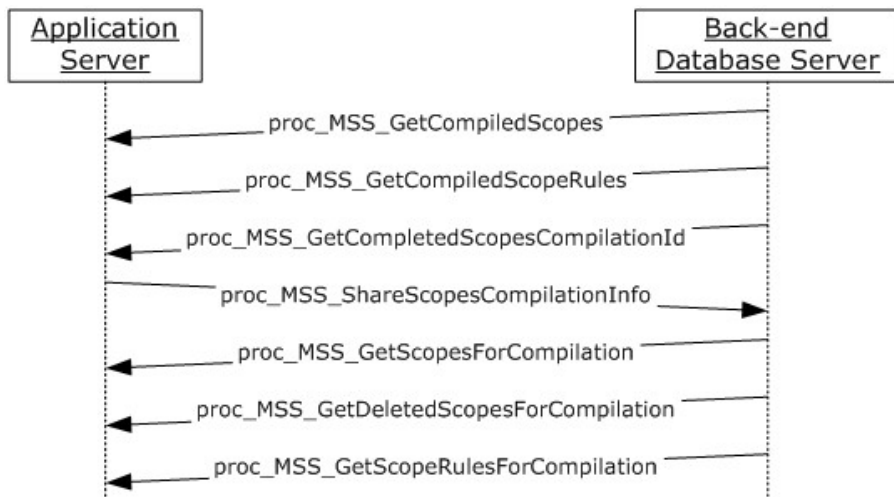 Application
Server
Back-end
Database Server
proc_MSS_GetCompiledScopes
proc_MSS_GetCompiledScopeRules
proc_MSS_GetCompletedScopesCompilationId
proc_MSS_ShareScopesCompilationInfo
proc_MSS_GetScopesForCompilation
proc_MSS_GetDeletedScopesForCompilation
proc_MSS_GetScopeRulesForCompilation